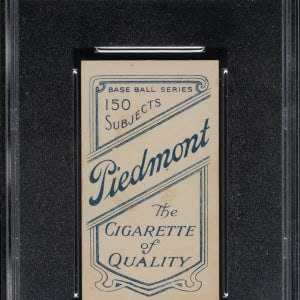 BASE BALL SERIES
150
SUBJECTS
Piedmont
The
CIGARETTE
of
QUALITY